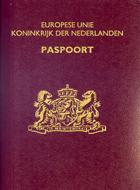 EUROPESE UNIE
KONINKRIJK DER NEDERLANDEN
PASPOORT